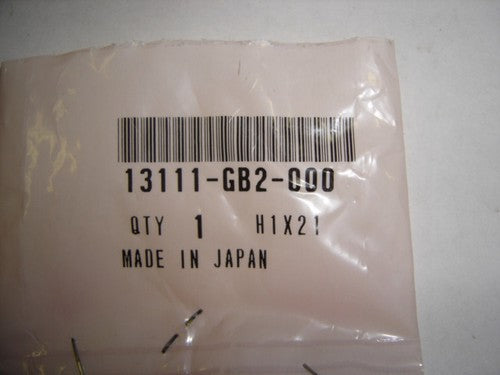 13111-GB2-000
QTY 1 H1X21
MADE IN JAPAN